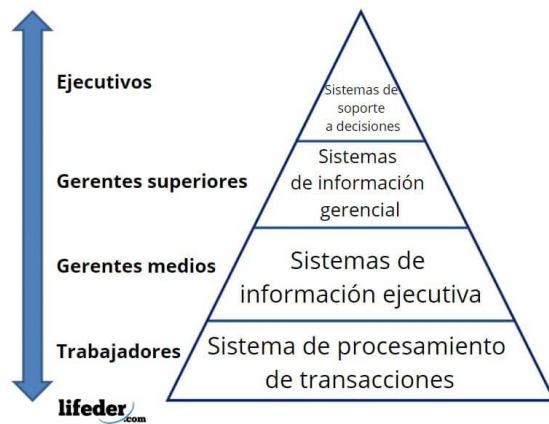 Ejecutivos
Sistemas de
soporte
a decisiones
Gerentes superiores
Sistemas
de información
gerencial
Gerentes medios
Sistemas de
información ejecutiva
Trabajadores
Sistema de procesamiento
de transacciones
lifeder.com